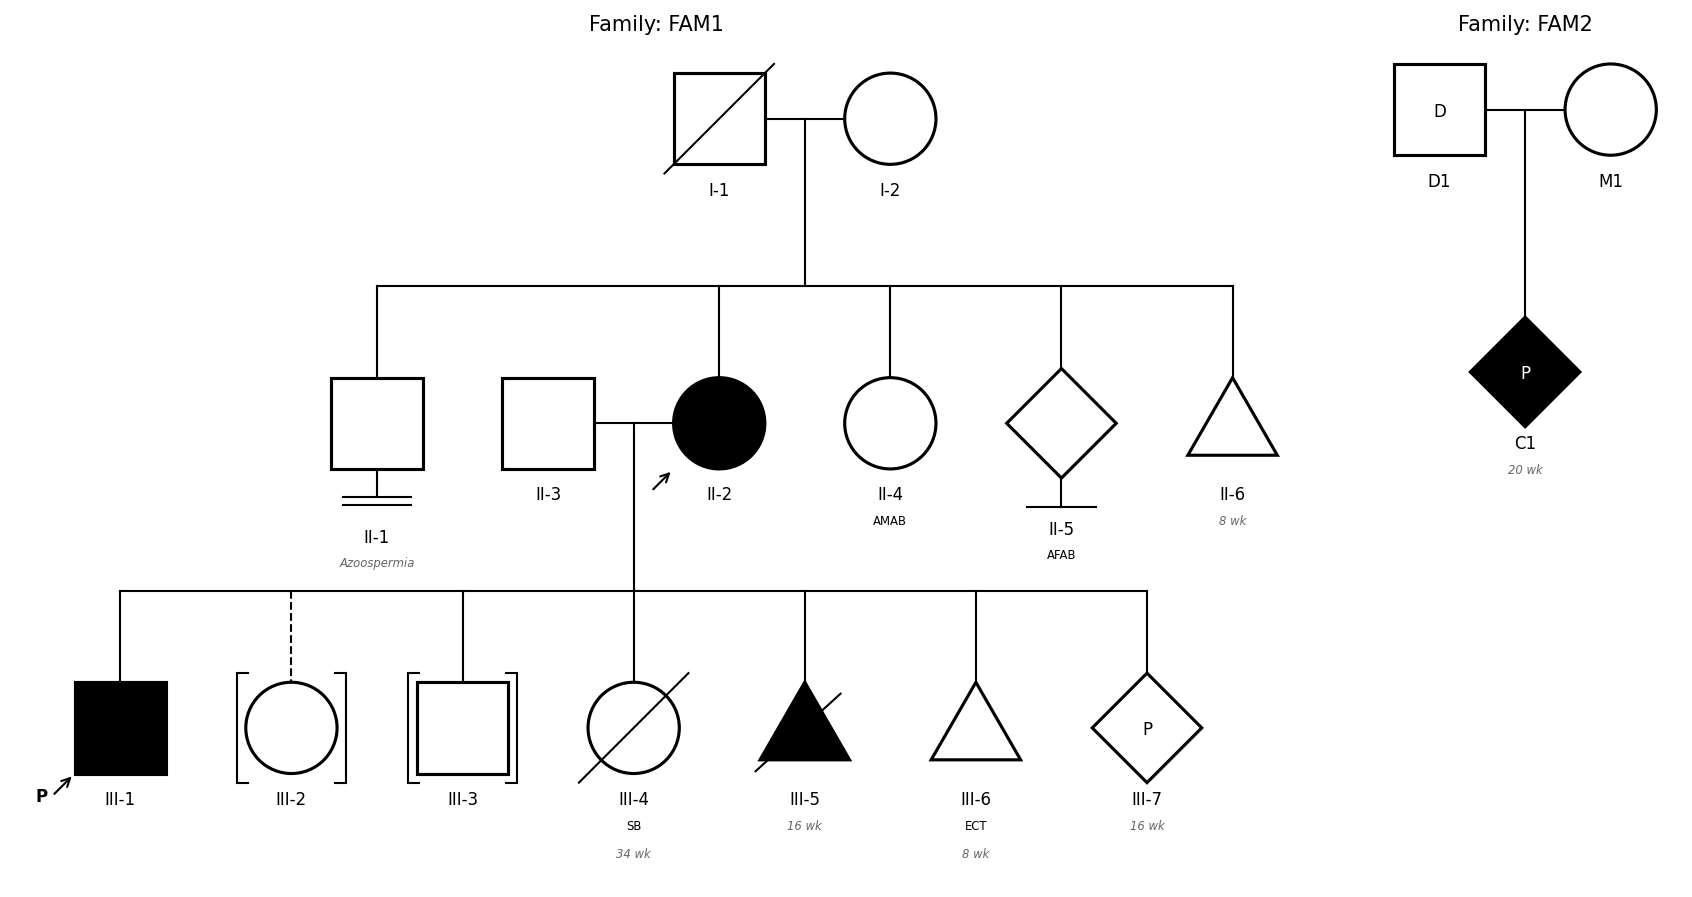 Family: FAM1
Family: FAM2
I-1
I-2
D
D1
M1
II-1
Azoospermia
II-3
II-2
II-4
AMAB
II-5
AFAB
II-6
8 wk
P
C1
20 wk
P
III-1
III-2
III-3
III-4
SB
34 wk
III-5
16 wk
III-6
ECT
8 wk
P
III-7
16 wk